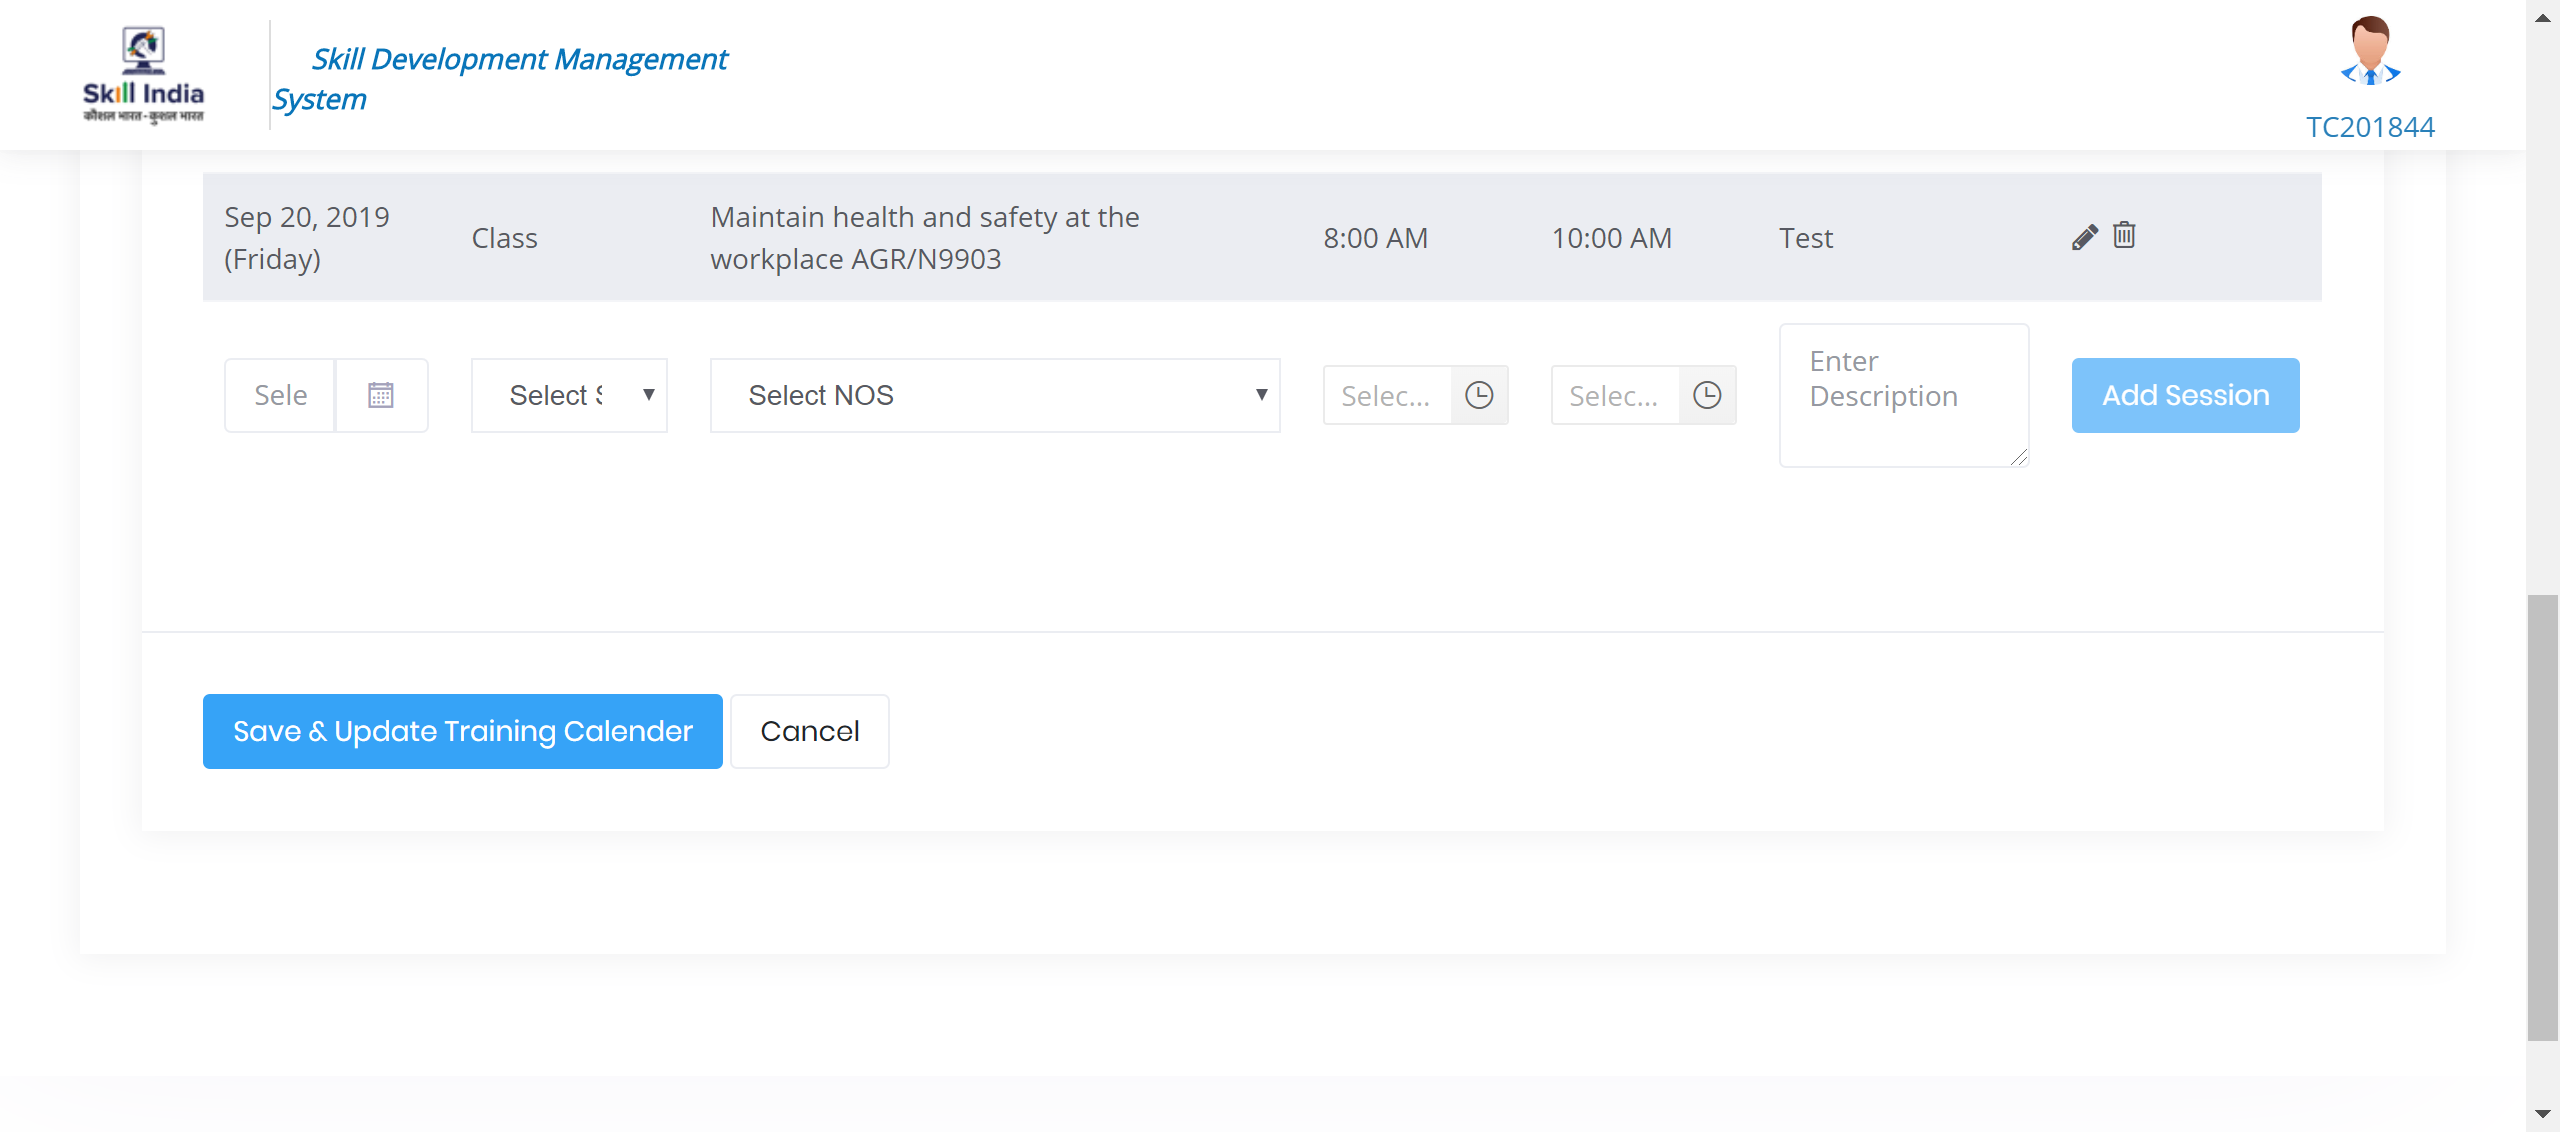 Skill India
कौशल भारत - कुशल भारत
Skill Development Management
System
TC201844
Sep 20, 2019
(Friday)
Class
Maintain health and safety at the
workplace AGR/N9903
8:00 AM
10:00 AM
Test
Sele
Select S
Select NOS
Selec...
Selec...
Enter
Description
Add Session
Save & Update Training Calender
Cancel